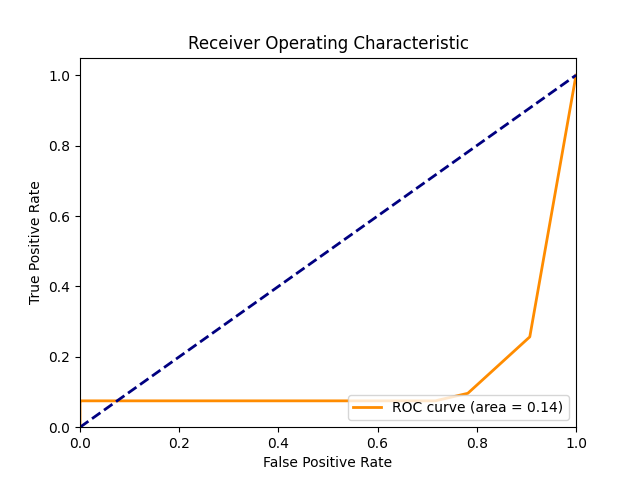 Receiver Operating Characteristic
True Positive Rate
1.0
0.8
0.6
0.4
0.2
0.0
ROC curve (area = 0.14)
0.0 0.2 0.4 0.6 0.8 1.0
False Positive Rate